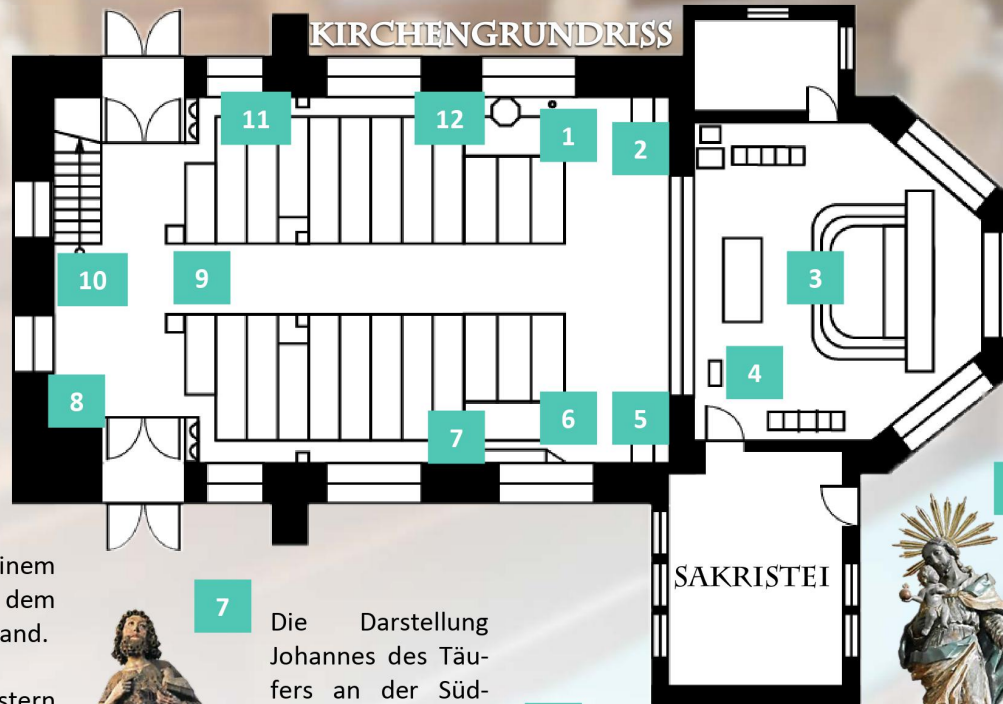 KIRCHENGRUNDRISS
11
12
1
2
10
9
3
4
8
7
6
5
SAKRISTEI
inem
dem
and.
stern
7
Die Darstellung
Johannes des Täu-
fers an der Süd-